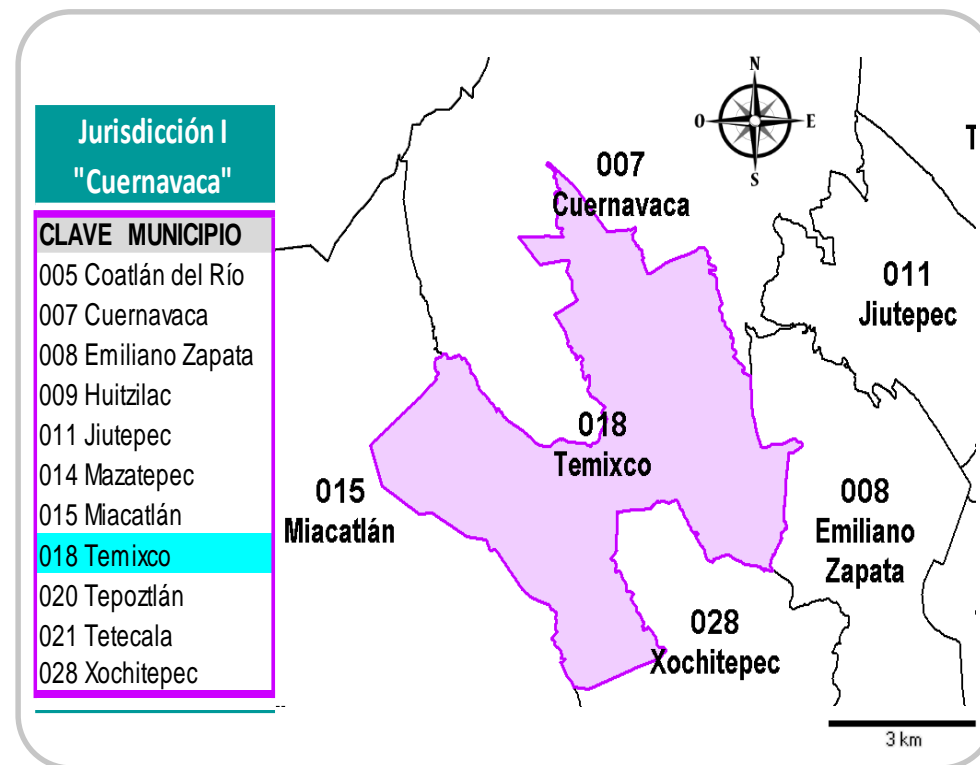 Jurisdicción I
"Cuernavaca"
CLAVE MUNICIPIO
005 Coatlán del Río
007 Cuernavaca
008 Emiliano Zapata
009 Huitzilac
011 Jiutepec
014 Mazatepec
015 Miacatlán
018 Temixco
020 Tepoztlán
021 Tetecala
028 Xochitepec
N
O
E
S
T
007
Cuernavaca
011
Jiutepec
018
Temixco
015
Miacatlán
008
Emiliano
Zapata
028
Xochitepec
3 km